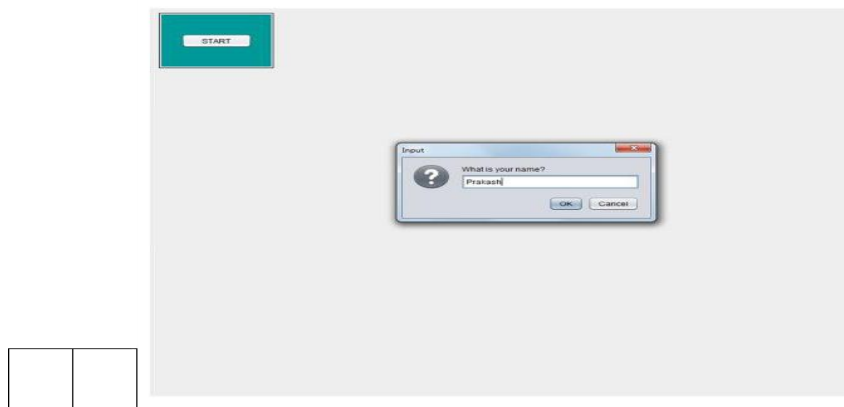 START
Input
What is your name?
Prakash
OK
Cancel